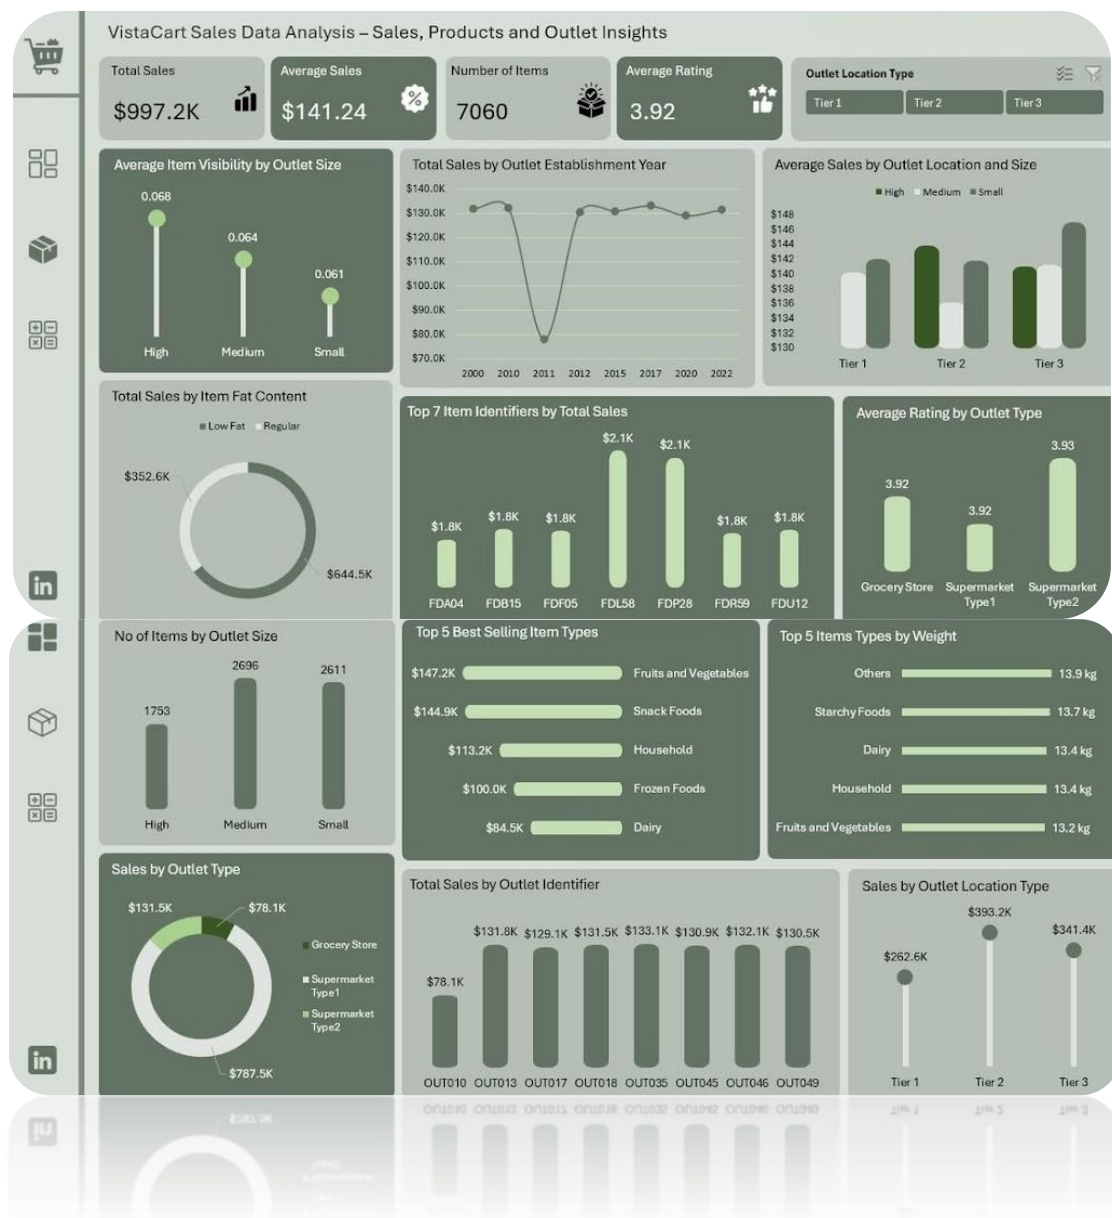 VistaCart Sales Data Analysis – Sales, Products and Outlet Insights
Total Sales
$997.2K
Average Sales
$141.24
Number of Items
7060
Average Rating
3.92
Outlet Location Type
Tier 1
Tier 2
Tier 3
Average Item Visibility by Outlet Size
0.068
0.064
0.061
High
Medium
Small
Total Sales by Outlet Establishment Year
$140.0K
$130.0K
$120.0K
$110.0K
$100.0K
$90.0K
$80.0K
$70.0K
2000 2010 2011 2012 2015 2017 2020 2022
Average Sales by Outlet Location and Size
High Medium Small
$148
$146
$144
$142
$140
$138
$136
$134
$132
$130
Tier 1 Tier 2 Tier 3
Total Sales by Item Fat Content
Low Fat Regular
$352.6K
$644.5K
Top 7 Item Identifiers by Total Sales
$1.8K $1.8K $1.8K $2.1K $2.1K $1.8K $1.8K
FDA04 FDB15 FDF05 FDL58 FDP28 FDR59 FDU12
Average Rating by Outlet Type
3.92
3.92
3.93
Grocery Store
Supermarket
Type1
Supermarket
Type2
in
No of Items by Outlet Size
1753
2696
2611
High Medium Small
Top 5 Best Selling Item Types
$147.2K Fruits and Vegetables
$144.9K Snack Foods
$113.2K Household
$100.0K Frozen Foods
$84.5K Dairy
Top 5 Items Types by Weight
Others 13.9 kg
Starchy Foods 13.7 kg
Dairy 13.4 kg
Household 13.4 kg
Fruits and Vegetables 13.2 kg
Sales by Outlet Type
$131.5K
$78.1K
Grocery Store
Supermarket
Type1
Supermarket
Type2
$787.5K
Total Sales by Outlet Identifier
$78.1K $131.8K $129.1K $131.5K $133.1K $130.9K $132.1K $130.5K
OUT010 OUT013 OUT017 OUT018 OUT035 OUT045 OUT046 OUT049
Sales by Outlet Location Type
$262.6K
$393.2K
$341.4K
Tier 1 Tier 2 Tier 3
in